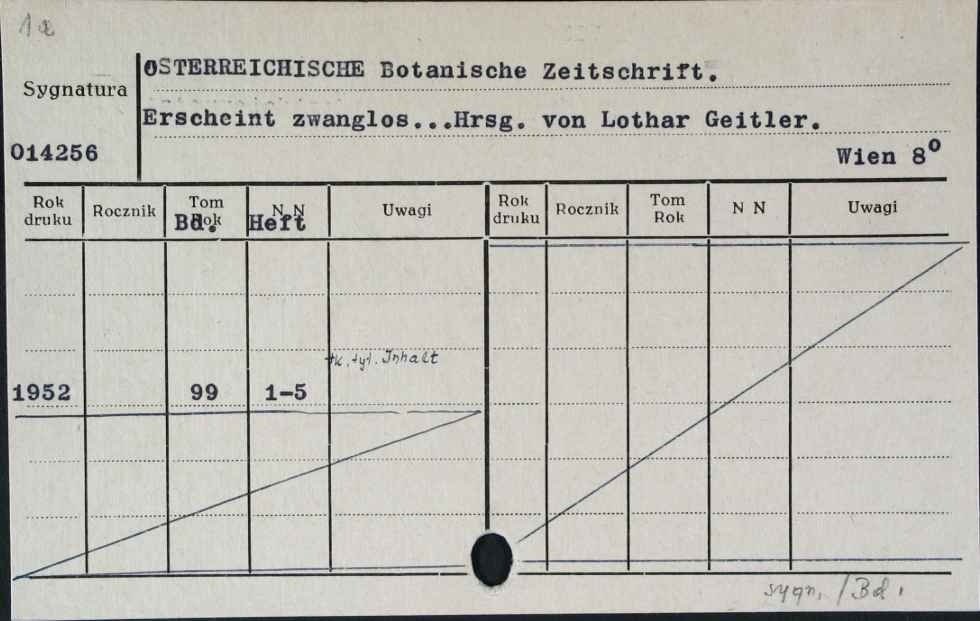 1a
ÖSTERREICHISCHE Botanische Zeitschrift.
Sygnatura
Erscheint zwanglos...Hrsg. von Lothar Geitler.
014256
Wien 8⁰
Rok druku Rocznik Tom Rok Bd. N N Heft Uwagi Rok druku Rocznik Tom Rok N N Uwagi
tyl. Inhalt
1952 99 1-5
sygn. / Bd.